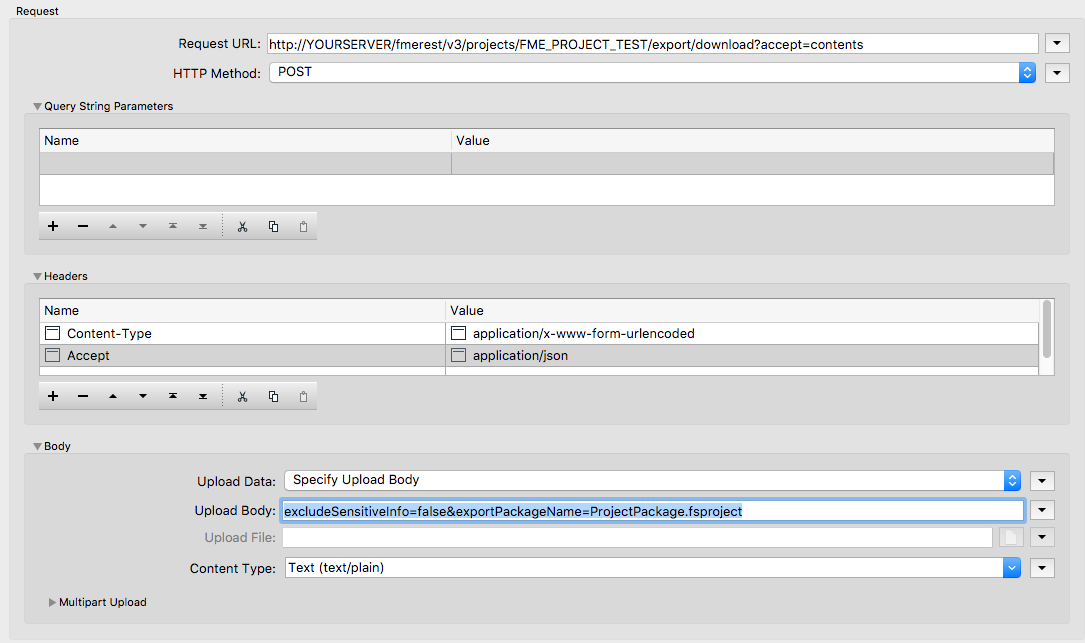 Request
Request URL: http://YOURSERVER/fmerest/v3/projects/FME_PROJECT_TEST/export/download?accept=contents
HTTP Method: POST
Query String Parameters
Name Value
Headers
Name Value
Content-Type application/x-www-form-urlencoded
Accept application/json
Body
Upload Data: Specify Upload Body
Upload Body: excludeSensitiveInfo=false&exportPackageName=ProjectPackage.fsproject
Upload File:
Content Type: Text (text/plain)
Multipart Upload